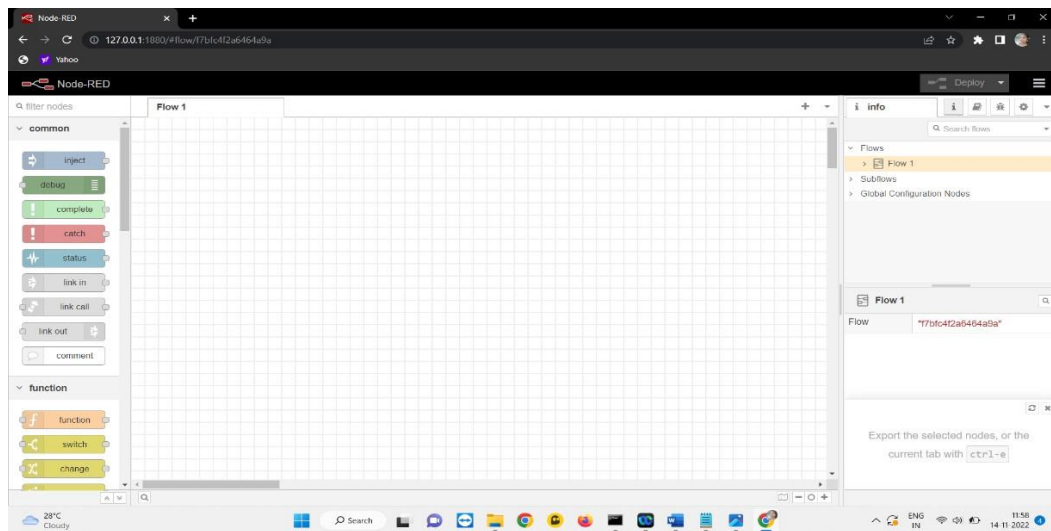 Node-RED
127.0.0.1:1880/#flow/f7bfc4f2a6464a9a
Yahoo
Node-RED
Deploy
filter nodes
Flow 1
info
common
Search flows
inject
debug
complete
catch
status
link in
link call
link out
comment
function
function
switch
change
Flows
Flow 1
Subflows
Global Configuration Nodes
Flow 1
Flow "f7bfc4f2a6464a9a"
Export the selected nodes, or the
current tab with ctrl-e
28°C
Cloudy
Search
ENG
IN
11:58
14-11-2022
4